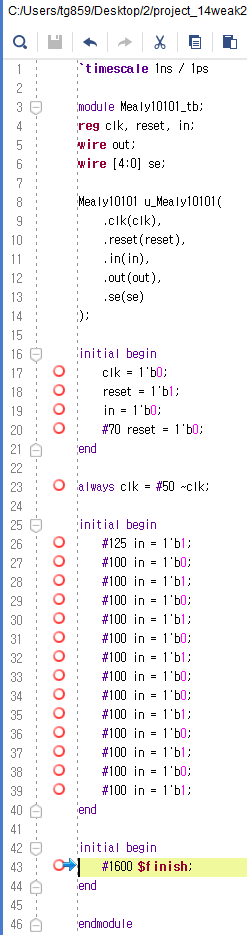 C:/Users/tg859/Desktop/2/project_14weak2
1 `timescale 1ns / 1ps
2
3 module Mealy10101_tb;
4 reg clk, reset, in;
5 wire out;
6 wire [4:0] se;
7
8 Mealy10101 u_Mealy10101(
9 .clk(clk),
10 .reset(reset),
11 .in(in),
12 .out(out),
13 .se(se)
14 );
15
16 initial begin
17 clk = 1'b0;
18 reset = 1'b1;
19 in = 1'b0;
20 #70 reset = 1'b0;
21 end
22
23 always clk = #50 ~clk;
24
25 initial begin
26 #125 in = 1'b1;
27 #100 in = 1'b0;
28 #100 in = 1'b1;
29 #100 in = 1'b0;
30 #100 in = 1'b1;
31 #100 in = 1'b0;
32 #100 in = 1'b1;
33 #100 in = 1'b0;
34 #100 in = 1'b0;
35 #100 in = 1'b1;
36 #100 in = 1'b0;
37 #100 in = 1'b1;
38 #100 in = 1'b0;
39 #100 in = 1'b1;
40 end
41
42 initial begin
43 #1600 $finish;
44 end
45
46 endmodule